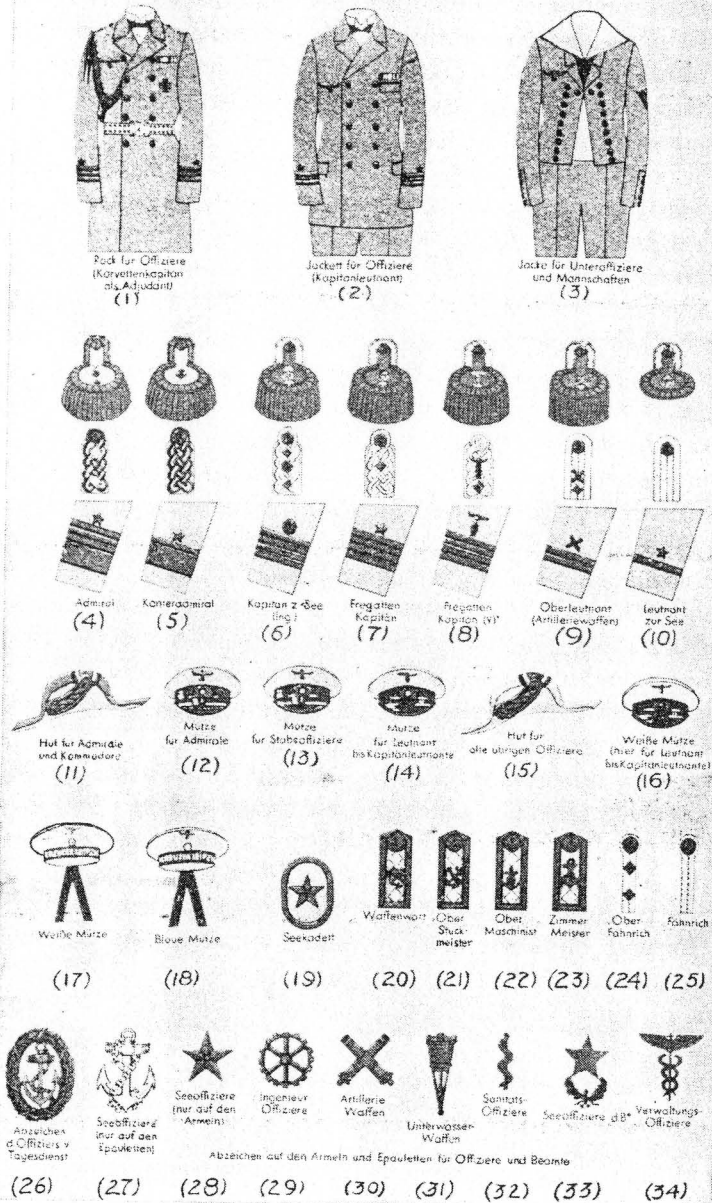 Rock für Offiziere
(Korvettenkapitän
als Adjudant)
(1)
Jackett für Offiziere
(Kapitänleutnant)
(2)
Jacke für Unteroffiziere
und Mannschaften
(3)
Admiral
(4)
Konteradmiral
(5)
Kapitän z. See
(Ing.)
(6)
Fregatten
Kapitän
(7)
Fregatten
Kapitän (V)*
(8)
Oberleutnant
(Artilleriewaffen)
(9)
Leutnant
zur See
(10)
Hut für Admirale
und Kommodore
(11)
Mütze
für Admirale
(12)
Mütze
für Stabsoffiziere
(13)
Mütze
für Leutnant
bis Kapitänleutnante
(14)
Hut für
alle übrigen Offiziere
(15)
Weiße Mütze
(hier für Leutnant
bis Kapitänleutnante)
(16)
Weiße Mütze
(17)
Blaue Mütze
(18)
Seekadett
(19)
Waffenwart
(20)
Ober
Stück-
meister
(21)
Ober
Maschinist
(22)
Zimmer
Meister
(23)
Ober-
Fähnrich
(24)
Fähnrich
(25)
Abzeichen
d. Offiziers v.
Tagesdienst
(26)
Seeoffiziere
(nur auf den
Epauletten)
(27)
Seeoffiziere
(nur auf den
Ärmeln)
(28)
Ingenieur
Offiziere
(29)
Artillerie
Waffen
(30)
Unterwasser-
Waffen
(31)
Sanitäts-
Offiziere
(32)
Seeoffiziere d.B*
(33)
Verwaltungs-
Offiziere
(34)
Abzeichen auf den Ärmeln und Epauletten für Offiziere und Beamte